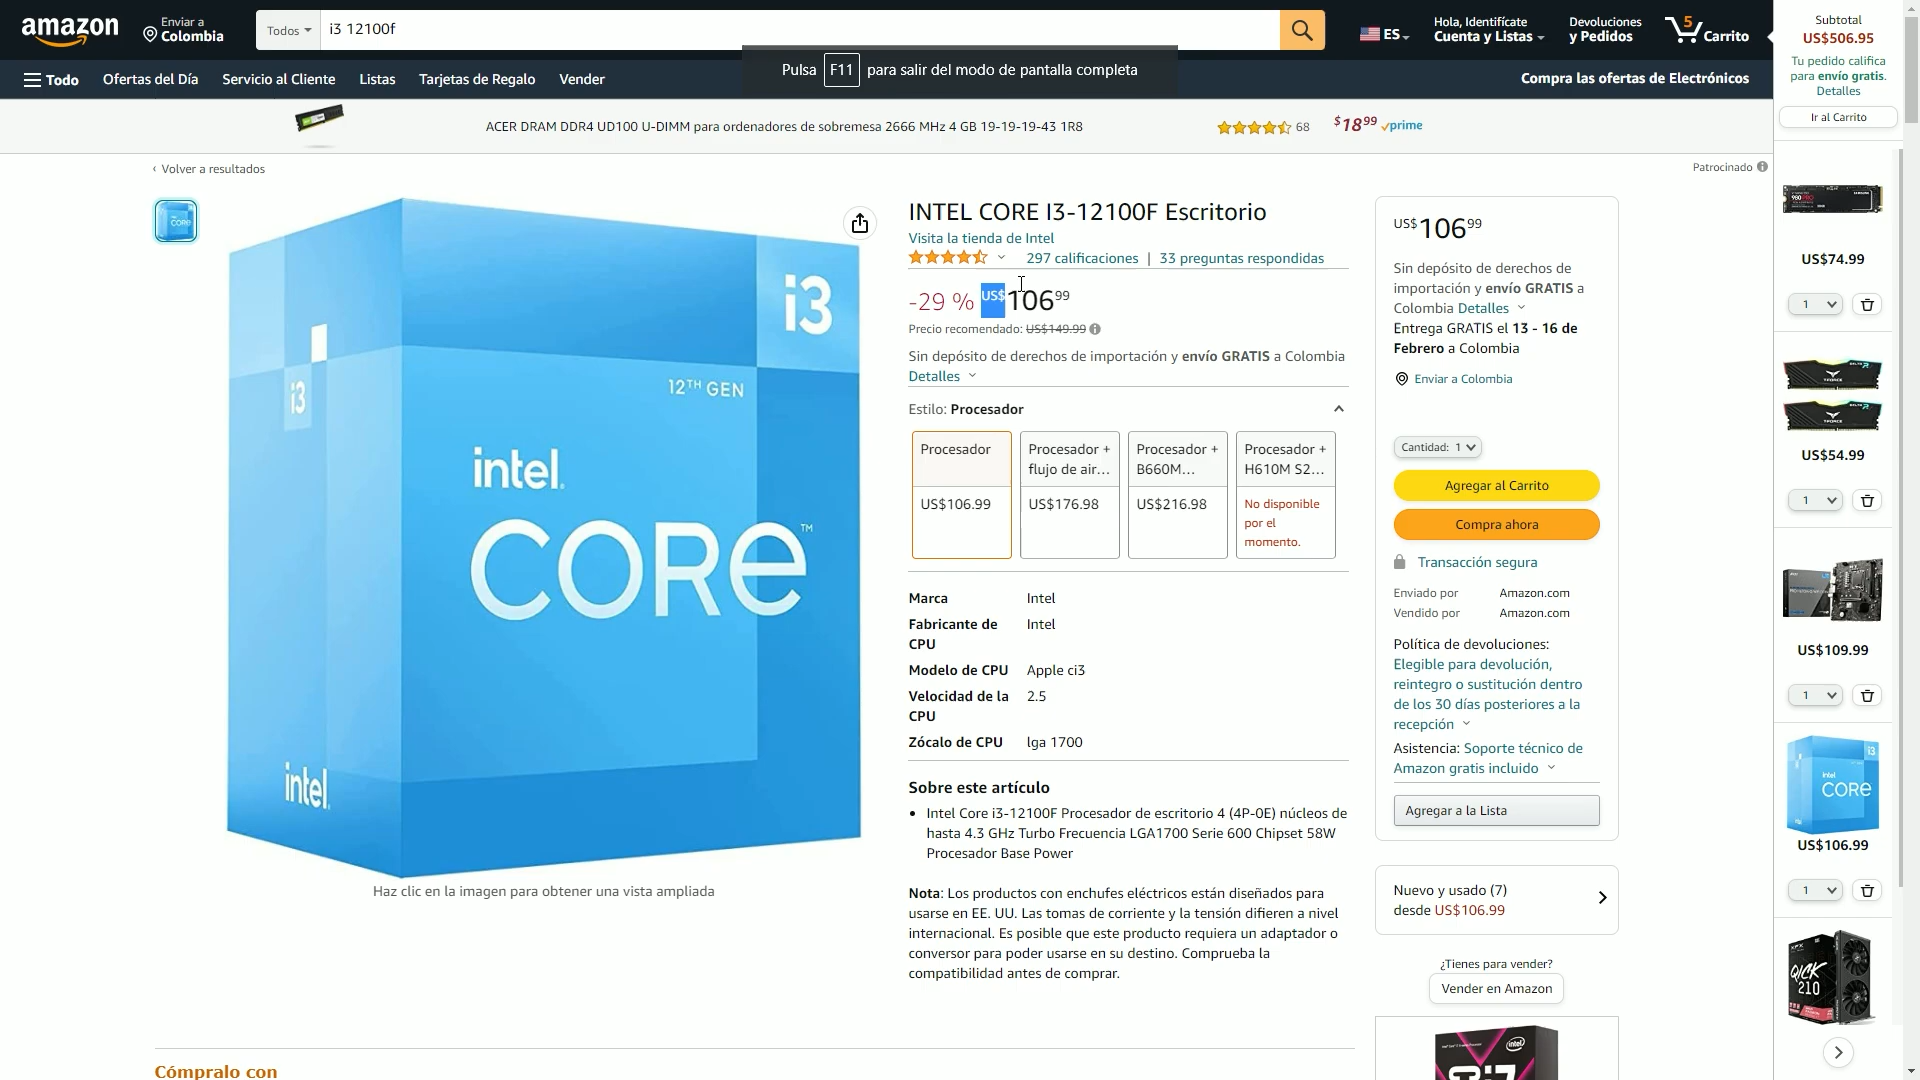 amazon
Enviar a
Colombia
Todos
i3 12100f
ES
Hola, Identifícate
Cuenta y Listas
Devoluciones
y Pedidos
5
Carrito
Pulsa F11 para salir del modo de pantalla completa
Todo
Ofertas del Día
Servicio al Cliente
Listas
Tarjetas de Regalo
Vender
Compra las ofertas de Electrónicos
ACER DRAM DDR4 UD100 U-DIMM para ordenadores de sobremesa 2666 MHz 4 GB 19-19-19-43 1R8
68
$18 99 prime
‹ Volver a resultados
Patrocinado
i3
12TH GEN
i3
intel.
CORE™
intel.
Haz clic en la imagen para obtener una vista ampliada
INTEL CORE I3-12100F Escritorio
Visita la tienda de Intel
297 calificaciones | 33 preguntas respondidas
-29 % US$106 99
Precio recomendado: US$149.99
Sin depósito de derechos de importación y envío GRATIS a Colombia
Detalles
Estilo: Procesador
Procesador
US$106.99
Procesador +
flujo de air...
US$176.98
Procesador +
B660M...
US$216.98
Procesador +
H610M S2...
No disponible
por el
momento.
Marca Intel
Fabricante de Intel
CPU
Modelo de CPU Apple ci3
Velocidad de la 2.5
CPU
Zócalo de CPU lga 1700
Sobre este artículo
• Intel Core i3-12100F Procesador de escritorio 4 (4P-0E) núcleos de
hasta 4.3 GHz Turbo Frecuencia LGA1700 Serie 600 Chipset 58W
Procesador Base Power
Nota: Los productos con enchufes eléctricos están diseñados para
usarse en EE. UU. Las tomas de corriente y la tensión difieren a nivel
internacional. Es posible que este producto requiera un adaptador o
conversor para poder usarse en su destino. Comprueba la
compatibilidad antes de comprar.
US$106 99
Sin depósito de derechos de
importación y envío GRATIS a
Colombia Detalles
Entrega GRATIS el 13 - 16 de
Febrero a Colombia
Enviar a Colombia
Cantidad: 1
Agregar al Carrito
Compra ahora
Transacción segura
Enviado por Amazon.com
Vendido por Amazon.com
Política de devoluciones:
Elegible para devolución,
reintegro o sustitución dentro
de los 30 días posteriores a la
recepción
Asistencia: Soporte técnico de
Amazon gratis incluido
Agregar a la Lista
Nuevo y usado (7)
desde US$106.99
¿Tienes para vender?
Vender en Amazon
intel
Cómpralo con
Subtotal
US$506.95
Tu pedido califica
para envío gratis.
Detalles
Ir al Carrito
US$74.99
1
US$54.99
1
US$109.99
1
i3
intel
CORE
US$106.99
1
XFX
QICK
210